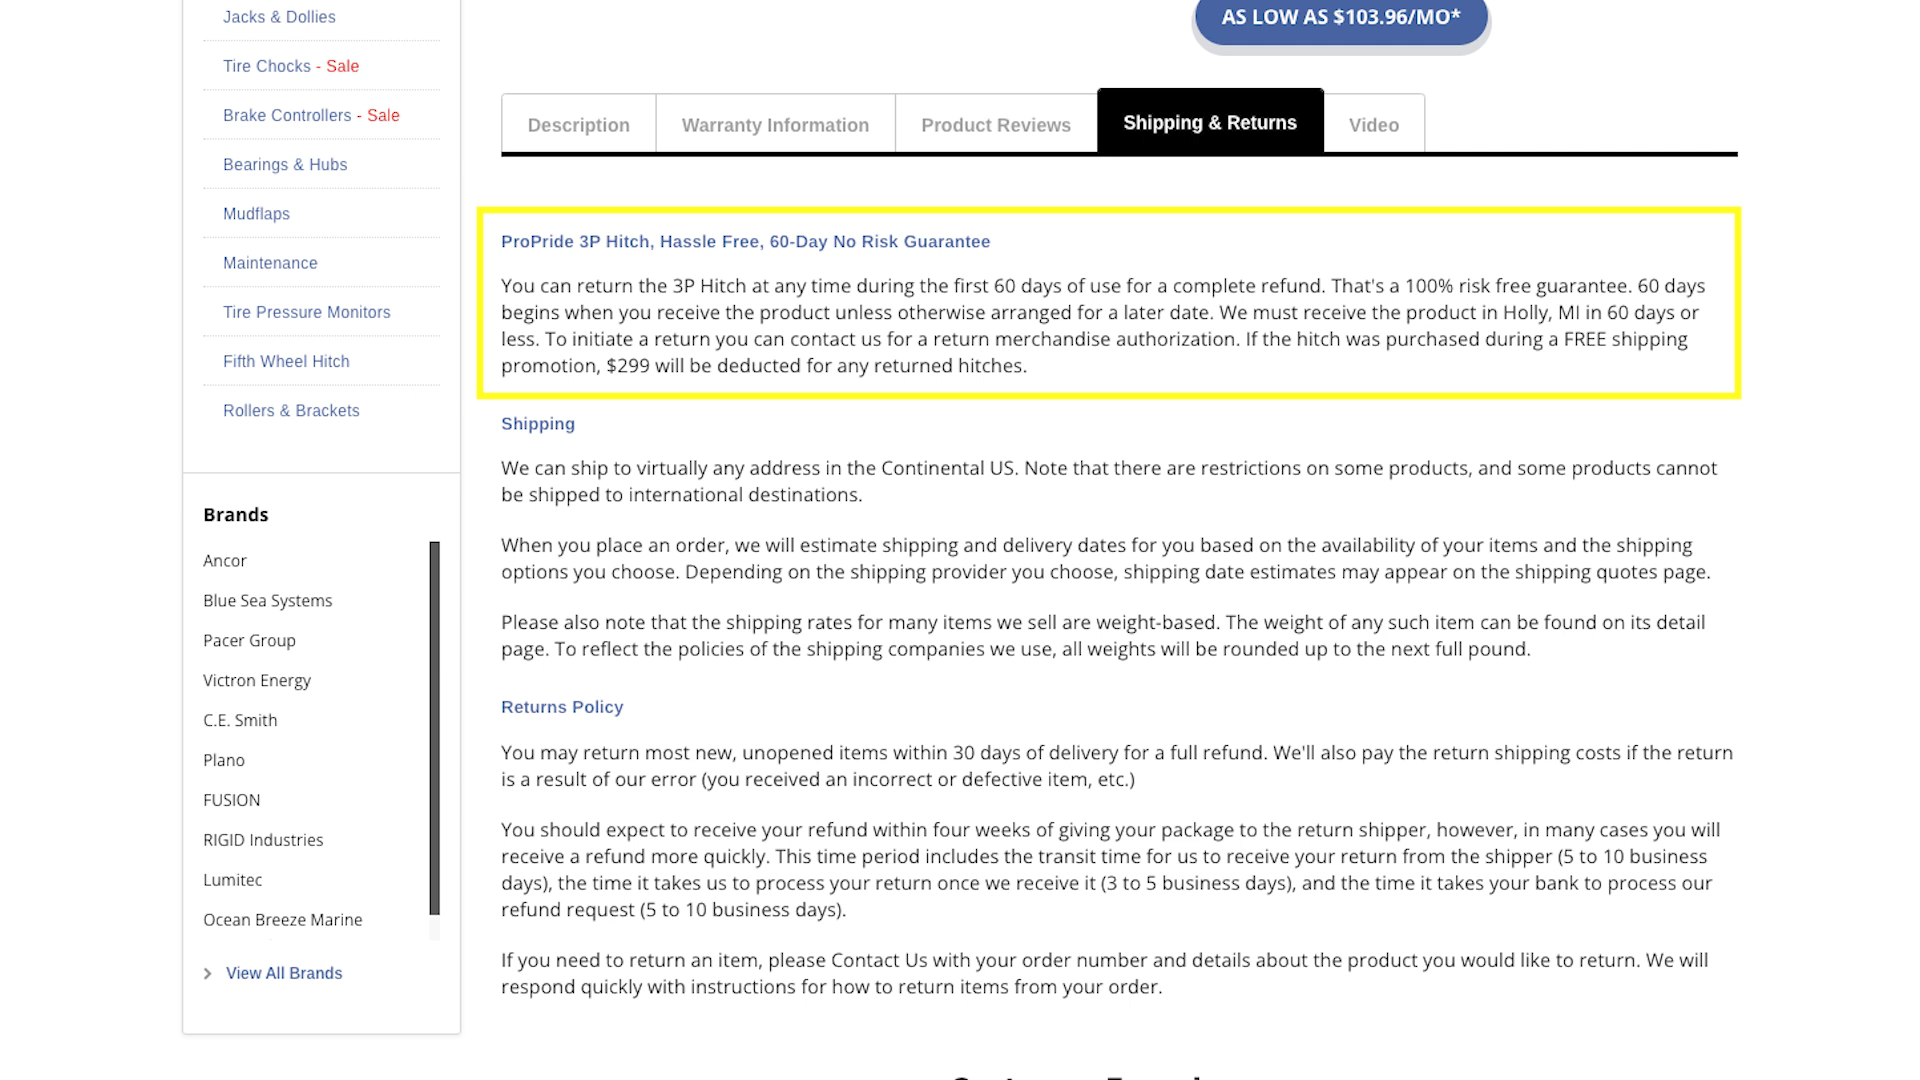 Jacks & Dollies
Tire Chocks - Sale
Brake Controllers - Sale
Bearings & Hubs
Mudflaps
Maintenance
Tire Pressure Monitors
Fifth Wheel Hitch
Rollers & Brackets
Brands
Ancor
Blue Sea Systems
Pacer Group
Victron Energy
C.E. Smith
Plano
FUSION
RIGID Industries
Lumitec
Ocean Breeze Marine
View All Brands
AS LOW AS $103.96/MO*
Description Warranty Information Product Reviews Shipping & Returns Video
ProPride 3P Hitch, Hassle Free, 60-Day No Risk Guarantee
You can return the 3P Hitch at any time during the first 60 days of use for a complete refund. That's a 100% risk free guarantee. 60 days
begins when you receive the product unless otherwise arranged for a later date. We must receive the product in Holly, MI in 60 days or
less. To initiate a return you can contact us for a return merchandise authorization. If the hitch was purchased during a FREE shipping
promotion, $299 will be deducted for any returned hitches.
Shipping
We can ship to virtually any address in the Continental US. Note that there are restrictions on some products, and some products cannot
be shipped to international destinations.
When you place an order, we will estimate shipping and delivery dates for you based on the availability of your items and the shipping
options you choose. Depending on the shipping provider you choose, shipping date estimates may appear on the shipping quotes page.
Please also note that the shipping rates for many items we sell are weight-based. The weight of any such item can be found on its detail
page. To reflect the policies of the shipping companies we use, all weights will be rounded up to the next full pound.
Returns Policy
You may return most new, unopened items within 30 days of delivery for a full refund. We'll also pay the return shipping costs if the return
is a result of our error (you received an incorrect or defective item, etc.)
You should expect to receive your refund within four weeks of giving your package to the return shipper, however, in many cases you will
receive a refund more quickly. This time period includes the transit time for us to receive your return from the shipper (5 to 10 business
days), the time it takes us to process your return once we receive it (3 to 5 business days), and the time it takes your bank to process our
refund request (5 to 10 business days).
If you need to return an item, please Contact Us with your order number and details about the product you would like to return. We will
respond quickly with instructions for how to return items from your order.